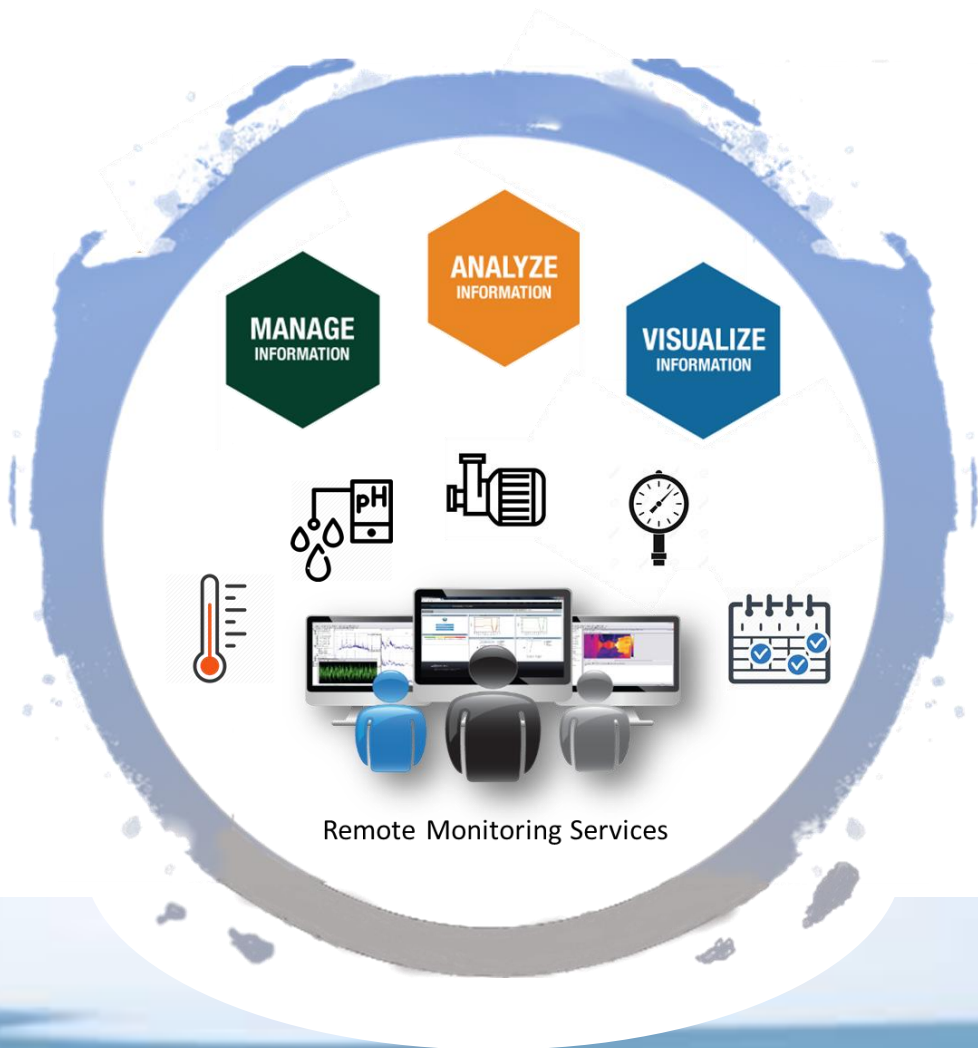 MANAGE
INFORMATION
ANALYZE
INFORMATION
VISUALIZE
INFORMATION
pH
Remote Monitoring Services